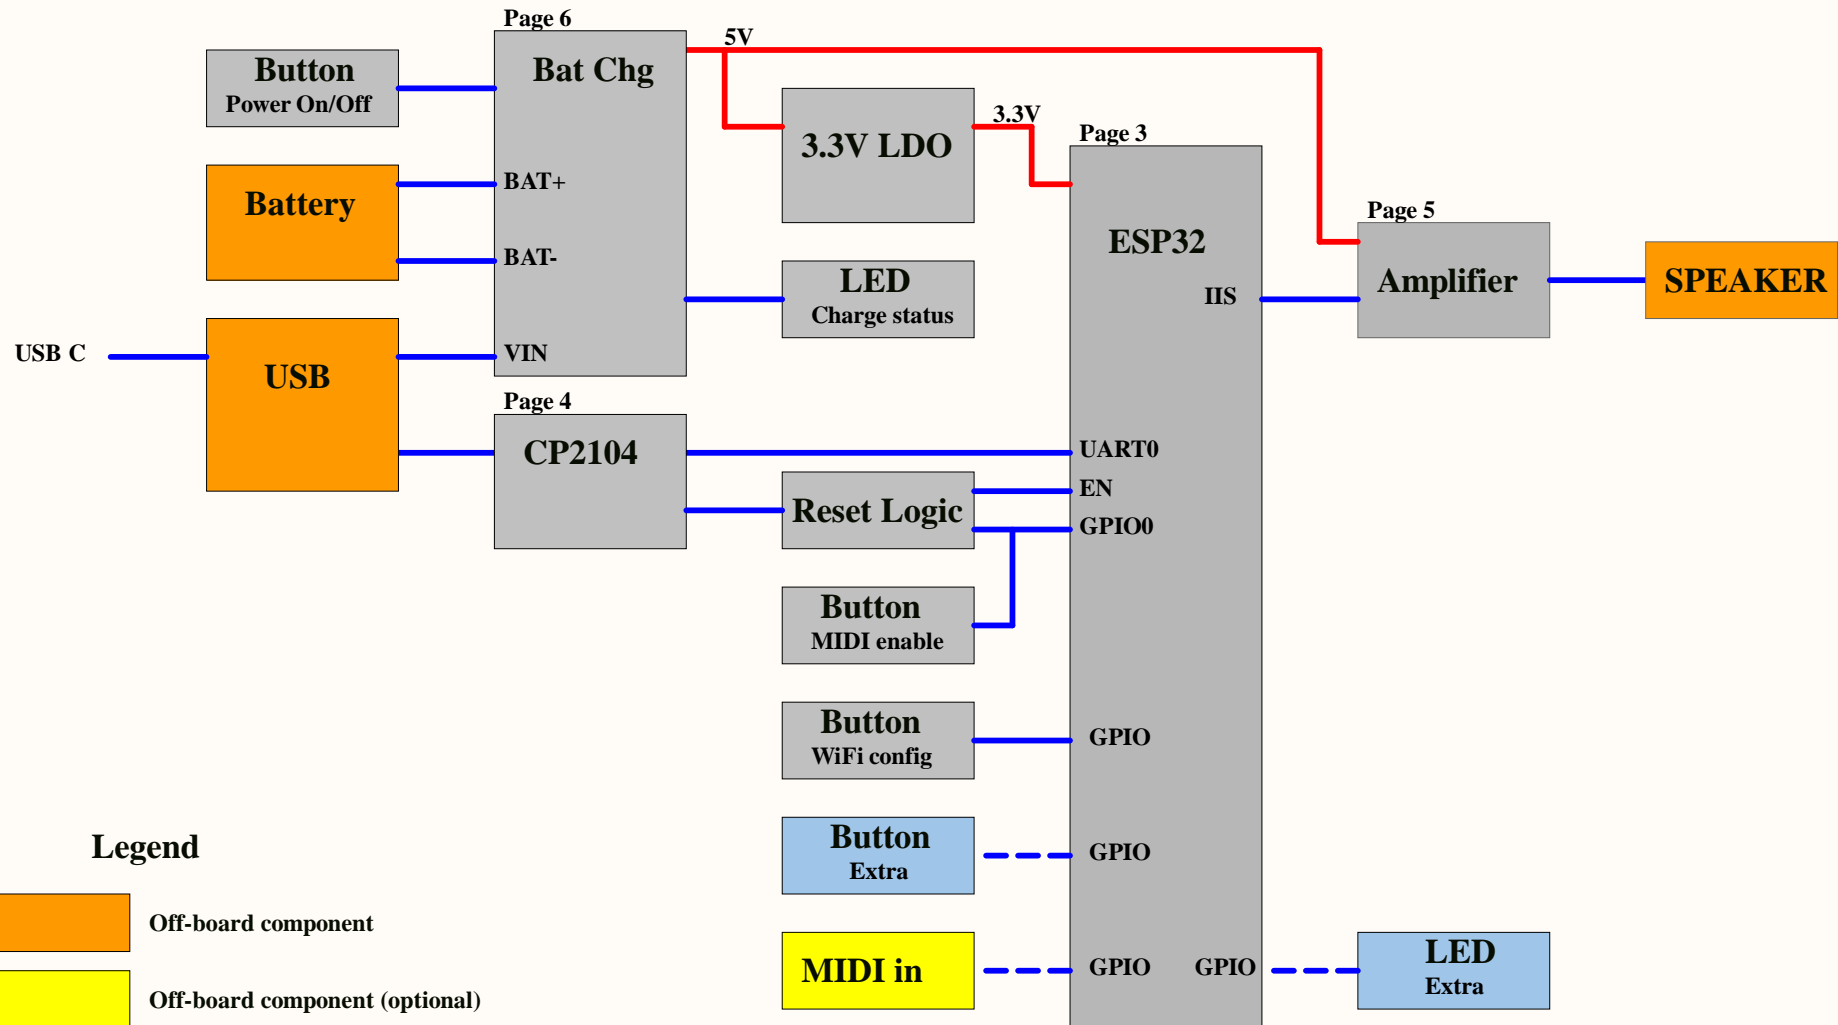 Page 6
5V
Button
Power On/Off
Bat Chg
3.3V LDO
3.3V
Page 3
BAT+
Battery
BAT-
LED
Charge status
ESP32
IIS
Page 5
Amplifier
SPEAKER
USB C
USB
VIN
Page 4
CP2104
UART0
Reset Logic
EN
GPIO0
Button
MIDI enable
Button
WiFi config
GPIO
Button
Extra
GPIO
MIDI in
GPIO
GPIO
LED
Extra
Legend
Off-board component
Off-board component (optional)